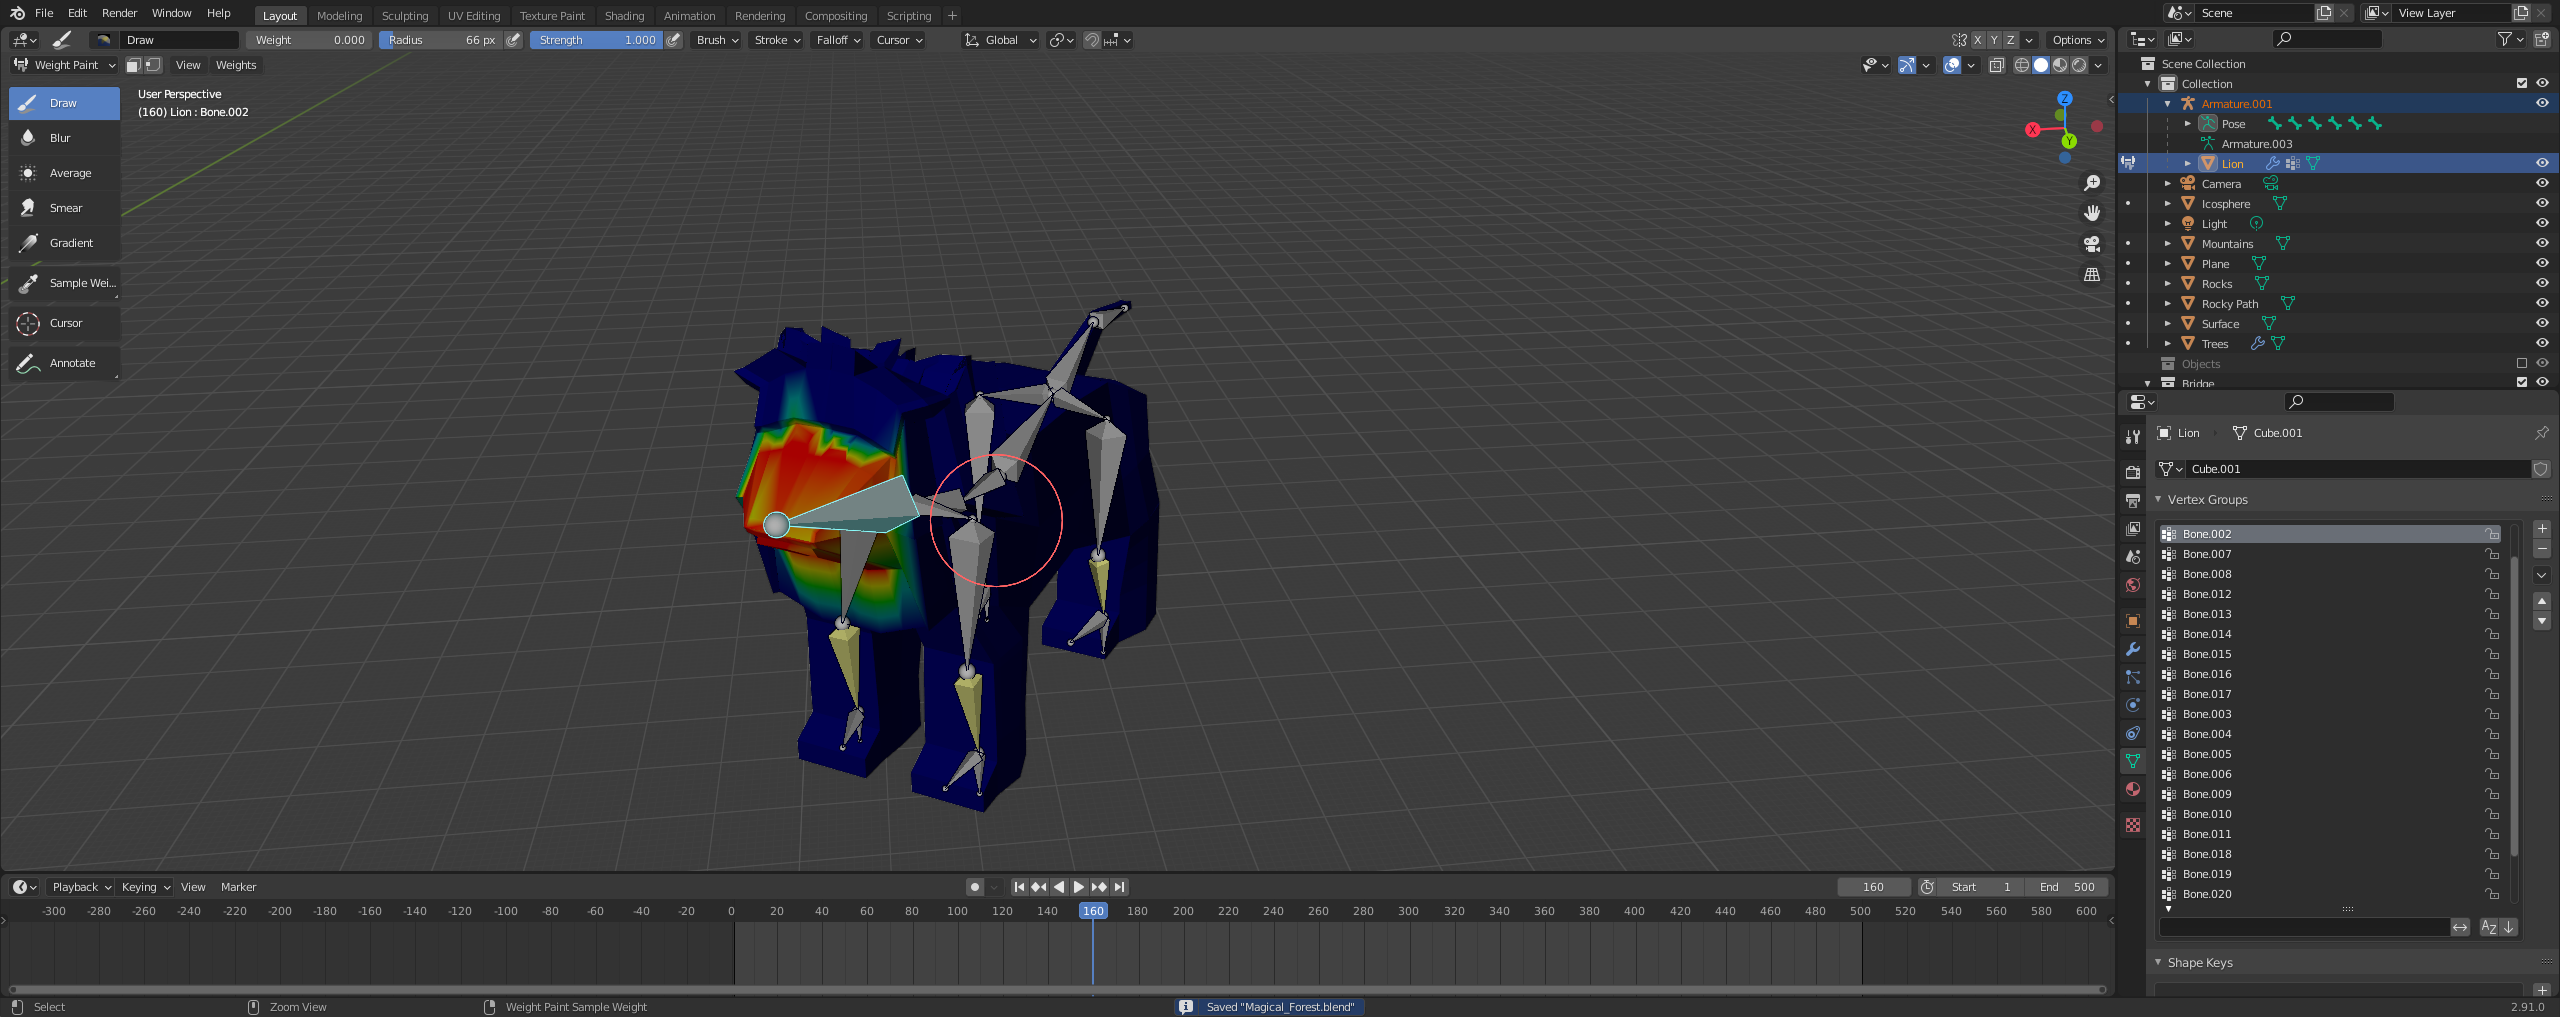 File Edit Render Window Help Layout Modeling Sculpting UV Editing Texture Paint Shading Animation Rendering Compositing Scripting + Scene View Layer
Draw Weight 0.000 Radius 66 px Strength 1.000 Brush Stroke Falloff Cursor Global X Y Z Options
Weight Paint View Weights
User Perspective
(160) Lion : Bone.002
Draw
Blur
Average
Smear
Gradient
Sample Wei...
Cursor
Annotate
Z
X
Y
Scene Collection
Collection
Armature.001
Pose
Armature.003
Lion
Camera
Icosphere
Light
Mountains
Plane
Rocks
Rocky Path
Surface
Trees
Objects
Bridge
Lion Cube.001
Cube.001
Vertex Groups
Bone.002
Bone.007
Bone.008
Bone.012
Bone.013
Bone.014
Bone.015
Bone.016
Bone.017
Bone.003
Bone.004
Bone.005
Bone.006
Bone.009
Bone.010
Bone.011
Bone.018
Bone.019
Bone.020
AZ
Shape Keys
Playback Keying View Marker 160 Start 1 End 500
-300 -280 -260 -240 -220 -200 -180 -160 -140 -120 -100 -80 -60 -40 -20 0 20 40 60 80 100 120 140 160 180 200 220 240 260 280 300 320 340 360 380 400 420 440 460 480 500 520 540 560 580 600
Select Zoom View Weight Paint Sample Weight Saved "Magical_Forest.blend" 2.91.0